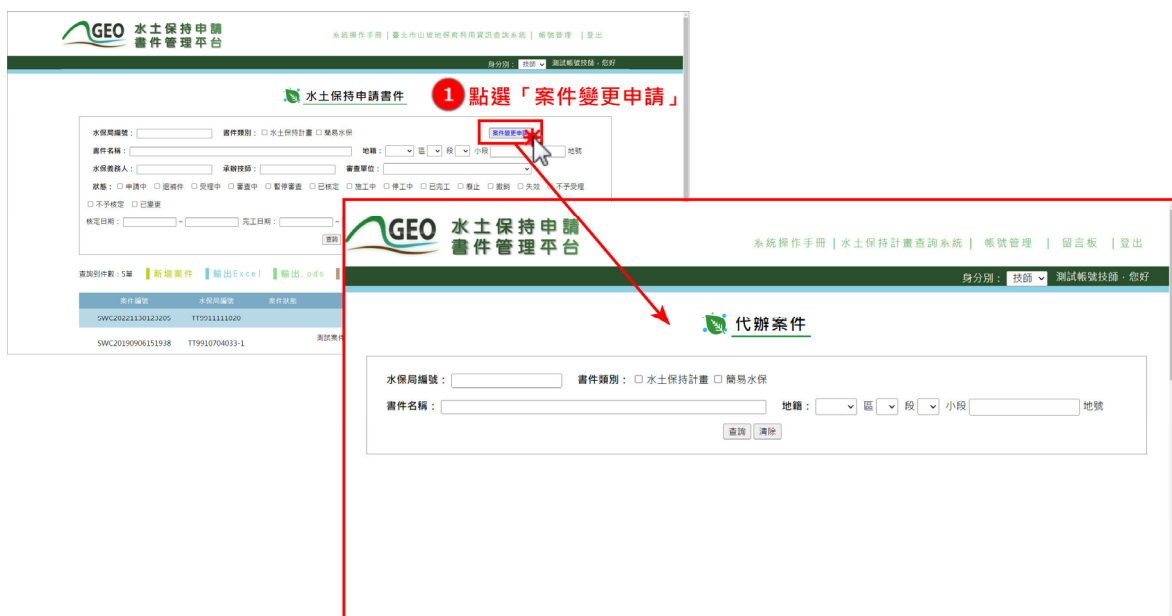 GEO 水土保持申請
書件管理平台
系統操作手冊 | 臺北市山坡地保育利用資訊查詢系統 | 帳號管理 | 登出
身分別： 技師 測試帳號技師，您好
水土保持申請書件
1 點選「案件變更申請」
水保局編號： 書件類別： 水土保持計畫 簡易水保 案件變更申請
書件名稱： 地籍： 區 段 小段 地號
水保義務人： 承辦技師： 審查單位：
狀態： 申請中 退補件 受理中 審查中 暫停審查 已核定 施工中 停工中 已完工 廢止 撤銷 失效 不予受理
不予核定 已變更
核定日期： ~ 完工日期： ~
查詢
查詢到件數：5筆 新增案件 輸出Excel 輸出.ods
案件編號 水保局編號 案件狀態
SWC20221130123205 TT9911111020
SWC20190906151938 TT9910704033-1 測試案件
GEO 水土保持申請
書件管理平台
系統操作手冊 | 水土保持計畫查詢系統 | 帳號管理 | 留言板 | 登出
身分別： 技師 測試帳號技師，您好
代辦案件
水保局編號： 書件類別： 水土保持計畫 簡易水保
書件名稱： 地籍： 區 段 小段 地號
查詢 清除